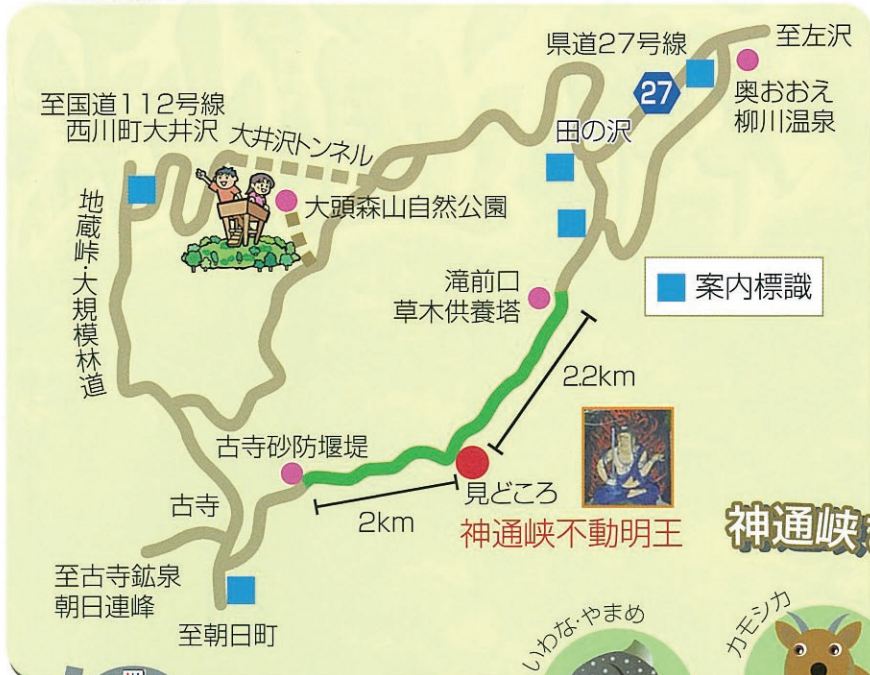 県道27号線
至左沢
27
奥おおえ
柳川温泉
至国道112号線
西川町大井沢
大井沢トンネル
田の沢
大頭森山自然公園
地蔵峠・大規模林道
滝前口
草木供養塔
案内標識
2.2km
古寺砂防堰堤
見どころ
2km
神通峡不動明王
古寺
神通峡
至古寺鉱泉
朝日連峰
至朝日町
いわな・やまめ
カモシカ